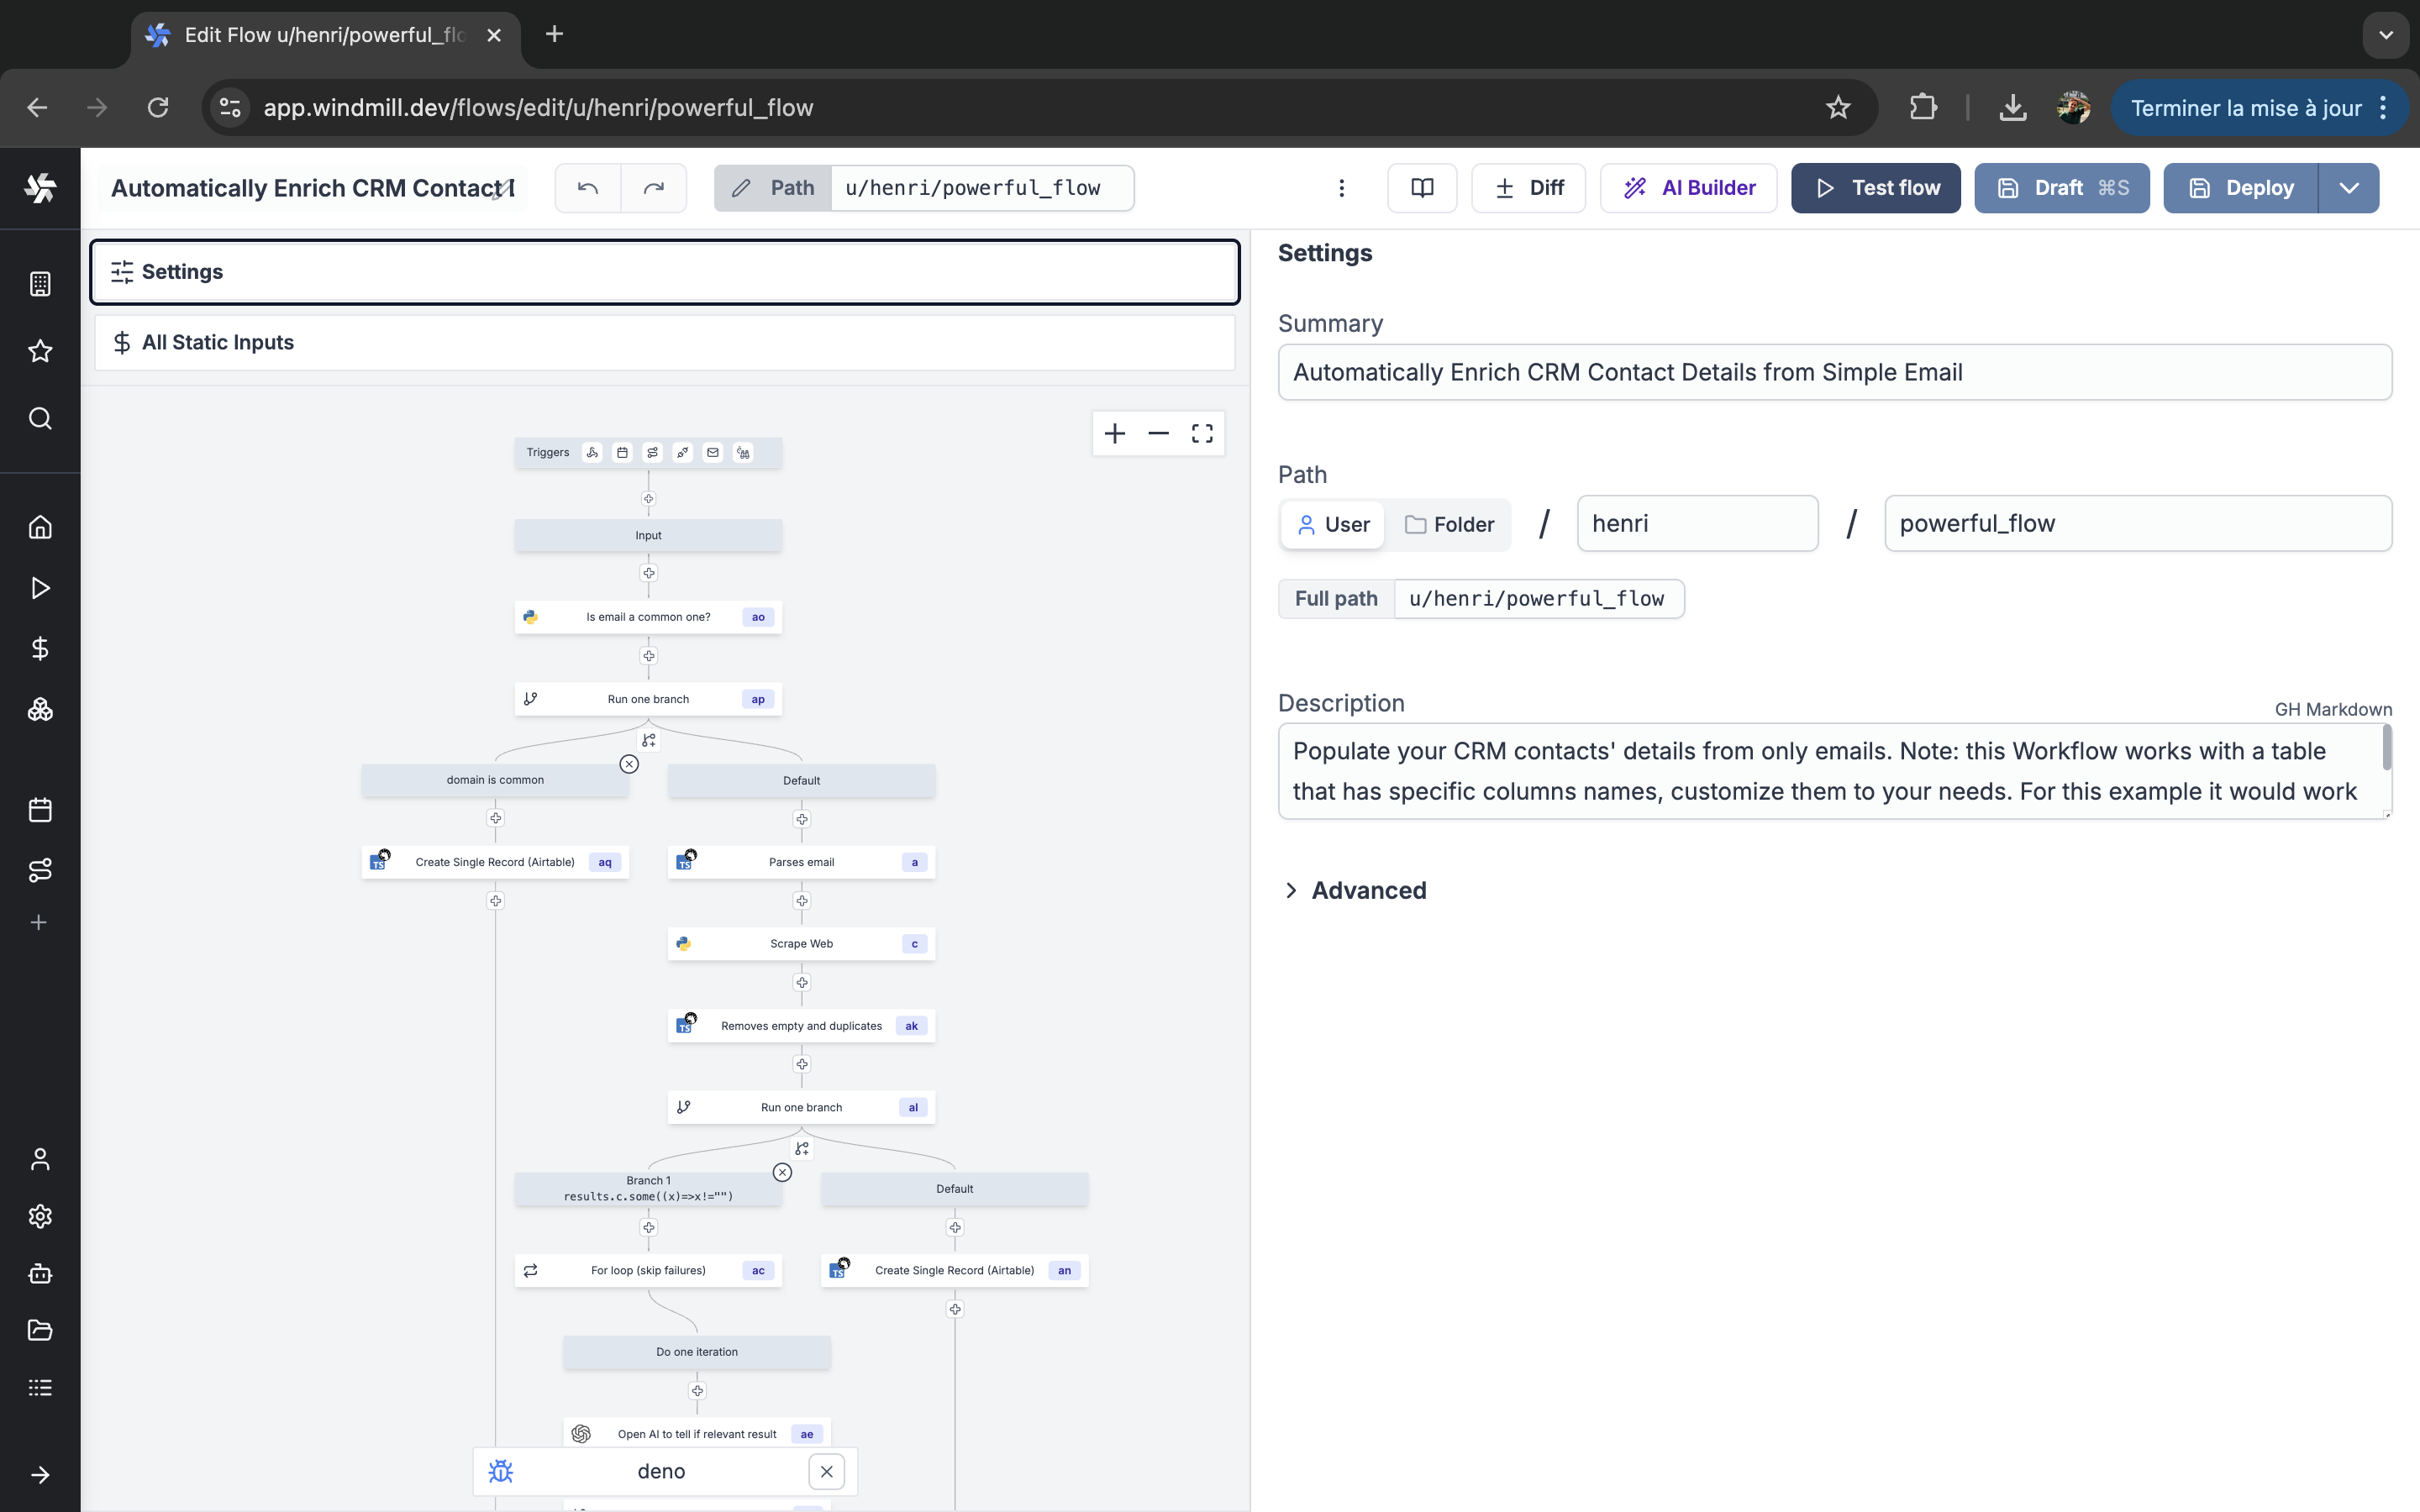 Edit Flow u/henri/powerful_flo
app.windmill.dev/flows/edit/u/henri/powerful_flow
Terminer la mise à jour
Automatically Enrich CRM Contact
Path
u/henri/powerful_flow
Diff
AI Builder
Test flow
Draft ⌘S
Deploy
Settings
All Static Inputs
Triggers
Input
Is email a common one?
ao
Run one branch
ap
domain is common
Default
Create Single Record (Airtable)
aq
Parses email
a
Scrape Web
c
Removes empty and duplicates
ak
Run one branch
al
Branch 1
results.c.some((x)=>x!="")
Default
For loop (skip failures)
ac
Create Single Record (Airtable)
an
Do one iteration
Open AI to tell if relevant result
ae
deno
Settings
Summary
Automatically Enrich CRM Contact Details from Simple Email
Path
User
Folder
/
henri
/
powerful_flow
Full path
u/henri/powerful_flow
Description
GH Markdown
Populate your CRM contacts' details from only emails. Note: this Workflow works with a table
that has specific columns names, customize them to your needs. For this example it would work
Advanced